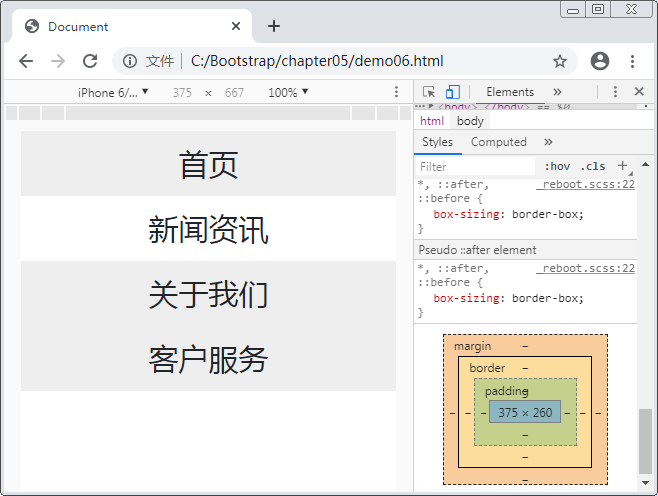 Document
文件 C:/Bootstrap/chapter05/demo06.html
iPhone 6/... 375 × 667 100%
Elements
<body> </body> == $0
html body
Styles Computed
Filter :hov .cls
*, ::after, _reboot.scss:22
::before {
box-sizing: border-box;
}
Pseudo ::after element
*, ::after, _reboot.scss:22
::before {
box-sizing: border-box;
}
首页
新闻资讯
关于我们
客户服务
margin –
border –
padding –
– – – 375 × 260 – – –
–
–
–